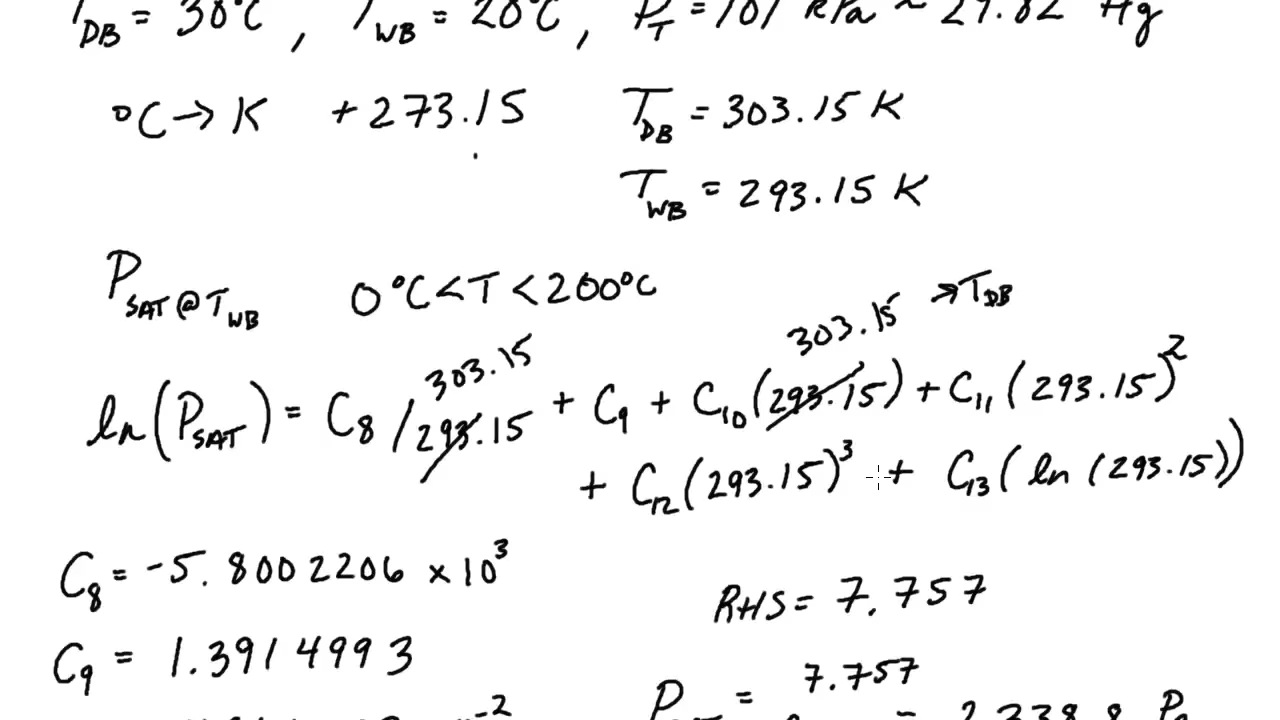 T_DB = 30°C, T_WB = 20°C, P_T = 101 kPa ~ 29.82 Hg
°C → K + 273.15 T_DB = 303.15 K
T_WB = 293.15 K
P_SAT@T_WB 0°C < T < 200°C
303.15 303.15 → T_DB
ln(P_SAT) = C_8 / 293.15 + C_9 + C_10 (293.15) + C_11 (293.15)^2
+ C_12 (293.15)^3 + C_13 (ln (293.15))
C_8 = -5.8002206 × 10^3
RHS = 7.757
C_9 = 1.3914993
7.757